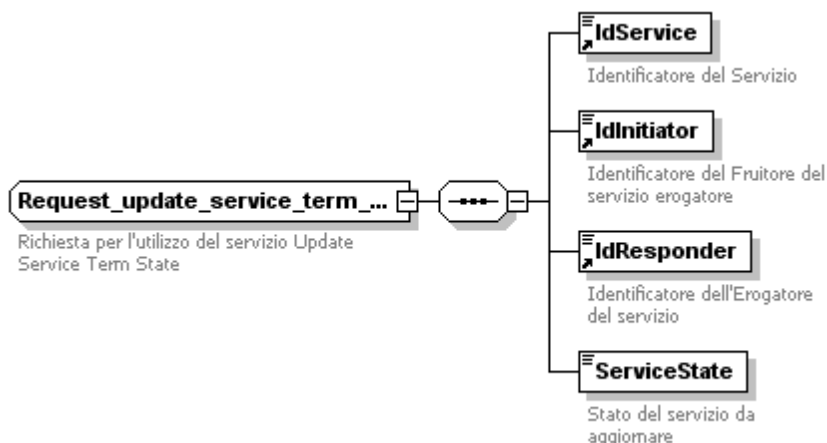 IdService
Identificatore del Servizio
IdInitiator
Identificatore del Fruitore del
servizio erogatore
Request_update_service_term_...
Richiesta per l'utilizzo del servizio Update
Service Term State
IdResponder
Identificatore dell'Erogatore
del servizio
ServiceState
Stato del servizio da
aggiornare